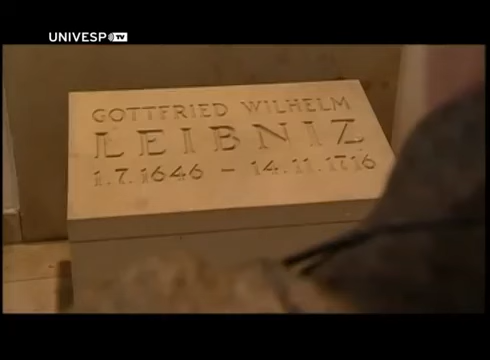 UNIVESP TV
GOTTFRIED WILHELM
LEIBNIZ
1.7.1646 – 14.11.1716